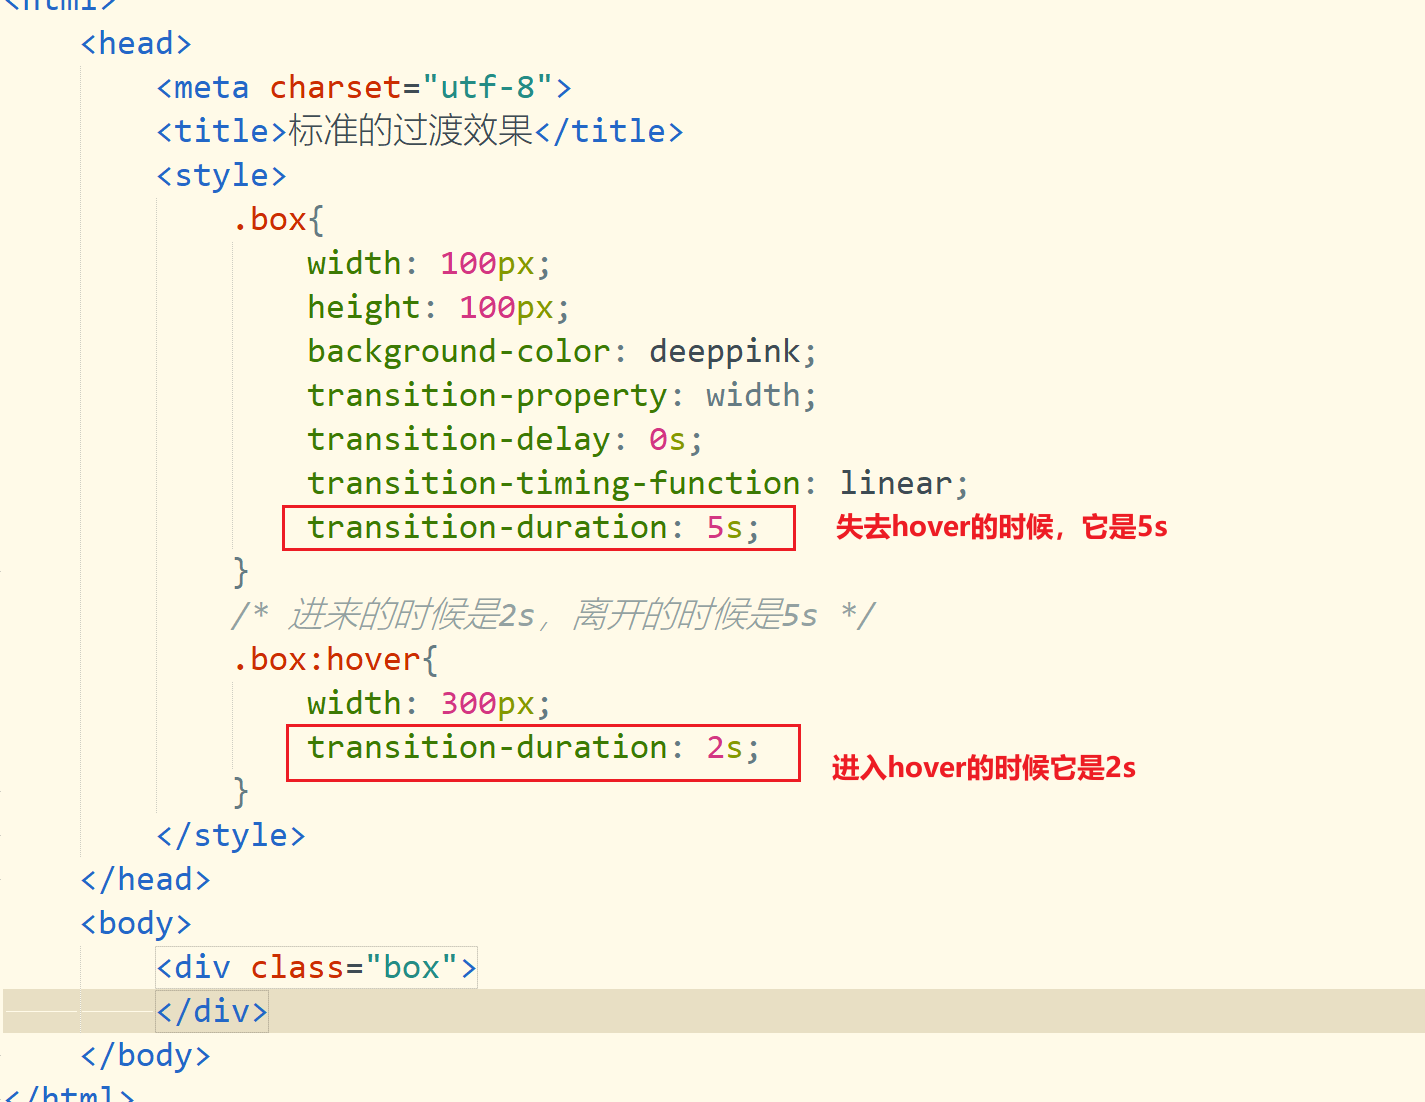 <html>
<head>
<meta charset="utf-8">
<title>标准的过渡效果</title>
<style>
.box{
width: 100px;
height: 100px;
background-color: deeppink;
transition-property: width;
transition-delay: 0s;
transition-timing-function: linear;
transition-duration: 5s; 失去hover的时候，它是5s
}
/* 进来的时候是2s，离开的时候是5s */
.box:hover{
width: 300px;
transition-duration: 2s; 进入hover的时候它是2s
}
</style>
</head>
<body>
<div class="box">
</div>
</body>
</html>